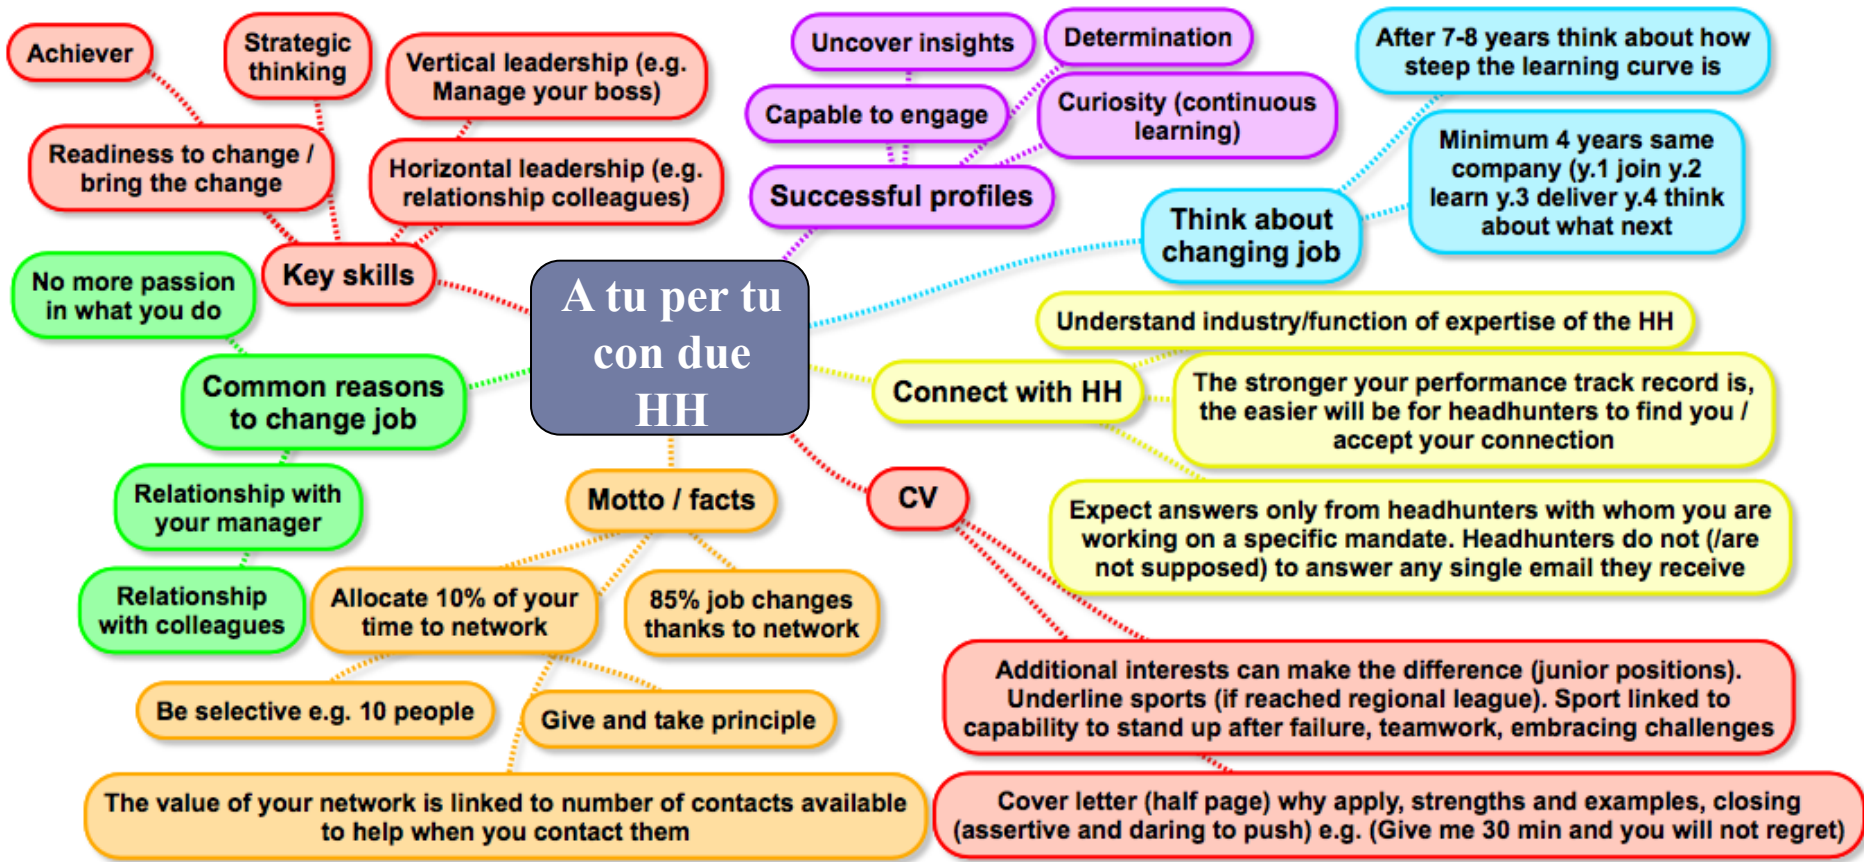 A tu per tu
con due
HH
Key skills
Achiever
Strategic
thinking
Vertical leadership (e.g.
Manage your boss)
Readiness to change /
bring the change
Horizontal leadership (e.g.
relationship colleagues)
Successful profiles
Uncover insights
Determination
Capable to engage
Curiosity (continuous
learning)
Think about
changing job
After 7-8 years think about how
steep the learning curve is
Minimum 4 years same
company (y.1 join y.2
learn y.3 deliver y.4 think
about what next
Connect with HH
Understand industry/function of expertise of the HH
The stronger your performance track record is,
the easier will be for headhunters to find you /
accept your connection
Expect answers only from headhunters with whom you are
working on a specific mandate. Headhunters do not (/are
not supposed) to answer any single email they receive
CV
Additional interests can make the difference (junior positions).
Underline sports (if reached regional league). Sport linked to
capability to stand up after failure, teamwork, embracing challenges
Cover letter (half page) why apply, strengths and examples, closing
(assertive and daring to push) e.g. (Give me 30 min and you will not regret)
Motto / facts
Allocate 10% of your
time to network
85% job changes
thanks to network
Be selective e.g. 10 people
Give and take principle
The value of your network is linked to number of contacts available
to help when you contact them
Common reasons
to change job
No more passion
in what you do
Relationship with
your manager
Relationship
with colleagues